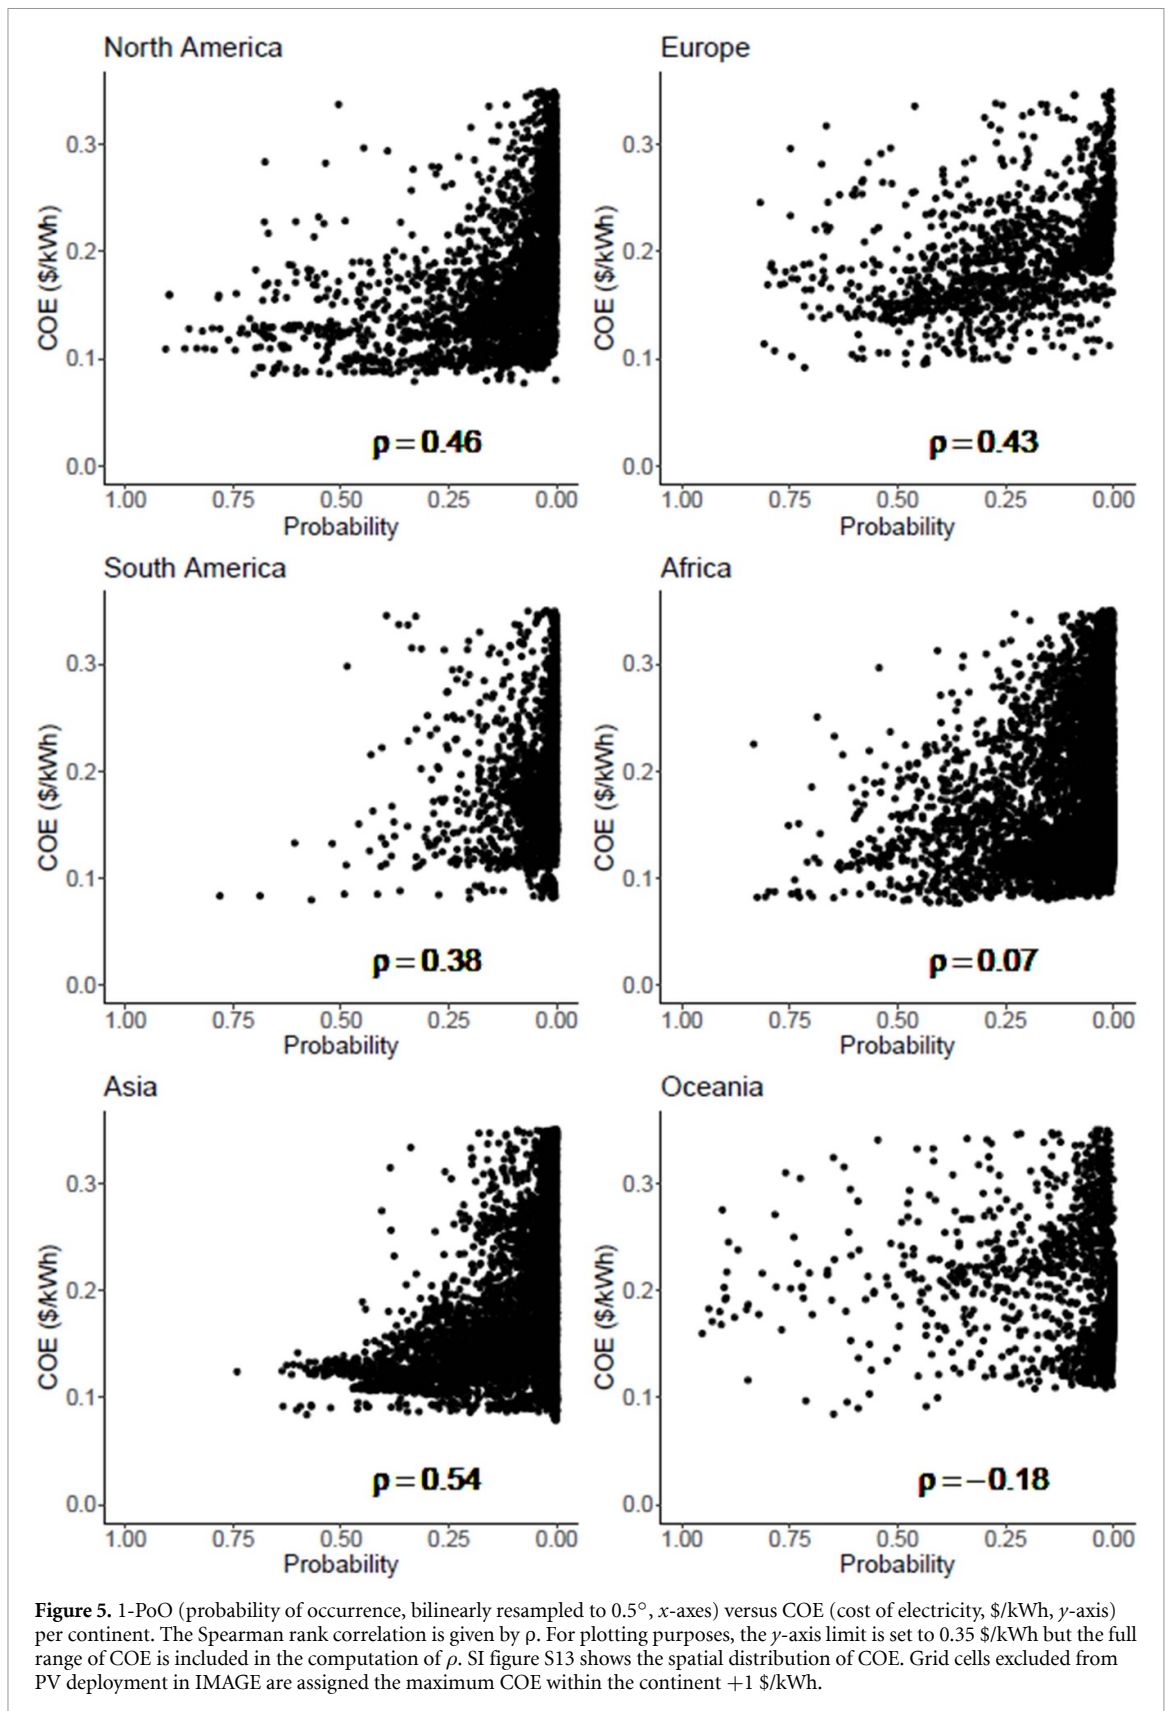 North America
COE ($/kWh)
0.3
0.2
0.1
0.0
ρ = 0.46
1.00 0.75 0.50 0.25 0.00
Probability
Europe
COE ($/kWh)
0.3
0.2
0.1
0.0
ρ = 0.43
1.00 0.75 0.50 0.25 0.00
Probability
South America
COE ($/kWh)
0.3
0.2
0.1
0.0
ρ = 0.38
1.00 0.75 0.50 0.25 0.00
Probability
Africa
COE ($/kWh)
0.3
0.2
0.1
0.0
ρ = 0.07
1.00 0.75 0.50 0.25 0.00
Probability
Asia
COE ($/kWh)
0.3
0.2
0.1
0.0
ρ = 0.54
1.00 0.75 0.50 0.25 0.00
Probability
Oceania
COE ($/kWh)
0.3
0.2
0.1
0.0
ρ = −0.18
1.00 0.75 0.50 0.25 0.00
Probability
Figure 5. 1-PoO (probability of occurrence, bilinearly resampled to 0.5°, x-axes) versus COE (cost of electricity, $/kWh, y-axis)
per continent. The Spearman rank correlation is given by ρ. For plotting purposes, the y-axis limit is set to 0.35 $/kWh but the full
range of COE is included in the computation of ρ. SI figure S13 shows the spatial distribution of COE. Grid cells excluded from
PV deployment in IMAGE are assigned the maximum COE within the continent +1 $/kWh.